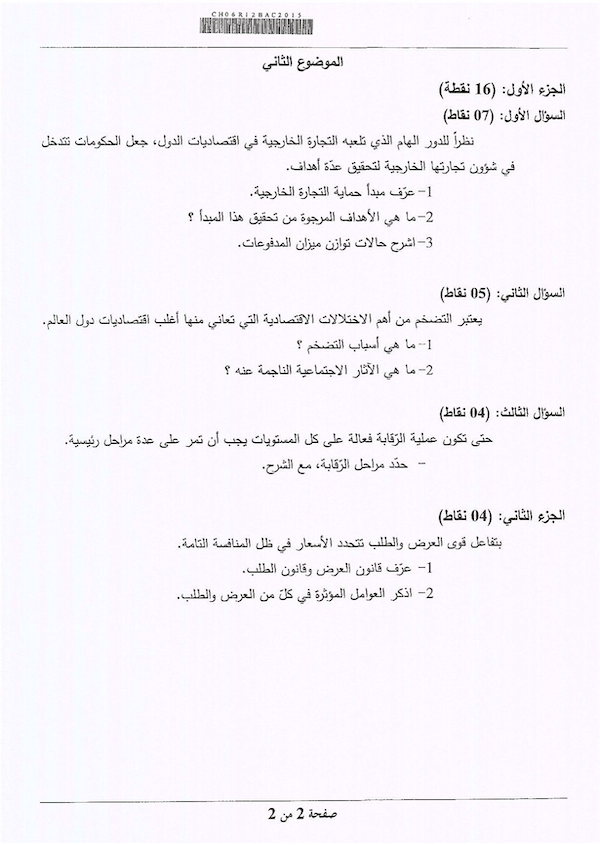 CH06R12BAC2015
الموضوع الثاني
الجزء الأول: (16 نقطة)
السؤال الأول: (07 نقاط)
نظراً للدور الهام الذي تلعبه التجارة الخارجية في اقتصاديات الدول، جعل الحكومات تتدخل
في شؤون تجارتها الخارجية لتحقيق عدّة أهداف.
1- عرّف مبدأ حماية التجارة الخارجية.
2- ما هي الأهداف المرجوة من تحقيق هذا المبدأ ؟
3- اشرح حالات توازن ميزان المدفوعات.
السؤال الثاني: (05 نقاط)
يعتبر التضخم من أهم الاختلالات الاقتصادية التي تعاني منها أغلب اقتصاديات دول العالم.
1- ما هي أسباب التضخم ؟
2- ما هي الآثار الاجتماعية الناجمة عنه ؟
السؤال الثالث: (04 نقاط)
حتى تكون عملية الرّقابة فعالة على كل المستويات يجب أن تمر على عدة مراحل رئيسية.
- حدّد مراحل الرّقابة، مع الشرح.
الجزء الثاني: (04 نقاط)
بتفاعل قوى العرض والطلب تتحدد الأسعار في ظل المنافسة التامة.
1- عرّف قانون العرض وقانون الطلب.
2- اذكر العوامل المؤثرة في كلّ من العرض والطلب.
صفحة 2 من 2